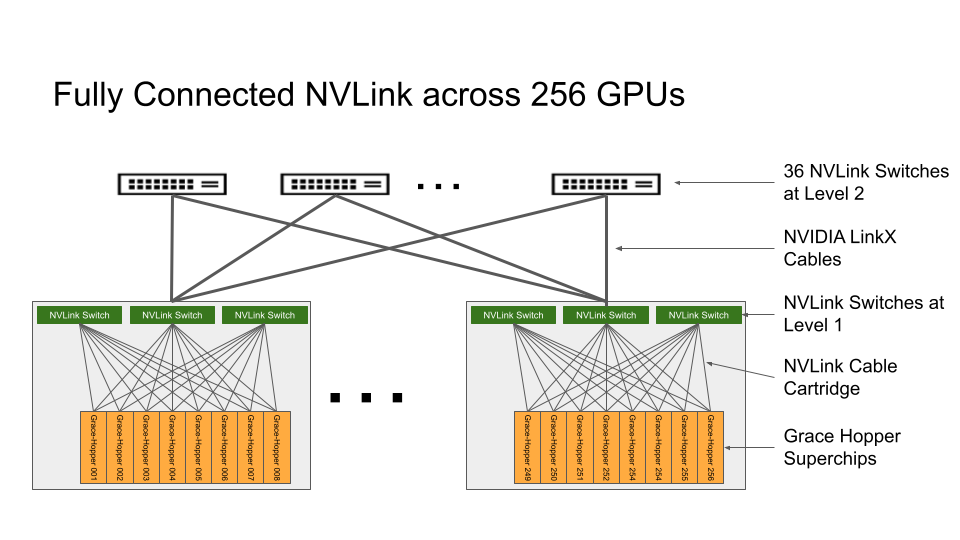 Fully Connected NVLink across 256 GPUs
36 NVLink Switches
at Level 2
NVIDIA LinkX
Cables
NVLink Switch
NVLink Switch
NVLink Switch
NVLink Switch
NVLink Switch
NVLink Switch
NVLink Switches at
Level 1
NVLink Cable
Cartridge
Grace-Hopper 001
Grace-Hopper 002
Grace-Hopper 003
Grace-Hopper 004
Grace-Hopper 005
Grace-Hopper 006
Grace-Hopper 007
Grace-Hopper 008
Grace-Hopper 249
Grace-Hopper 250
Grace-Hopper 251
Grace-Hopper 252
Grace-Hopper 254
Grace-Hopper 254
Grace-Hopper 255
Grace-Hopper 256
Grace Hopper
Superchips